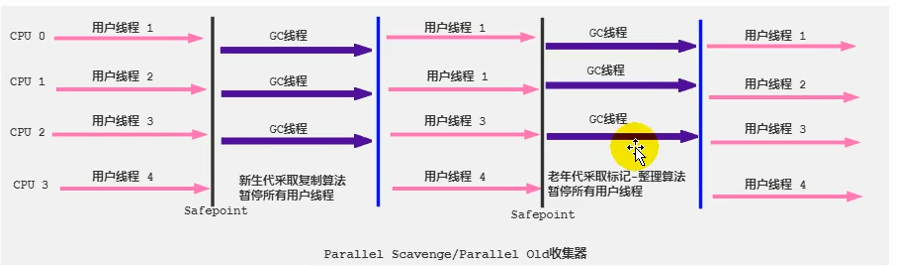 CPU 0 用户线程 1 GC线程 用户线程 1 GC线程 用户线程 1
CPU 1 用户线程 2 GC线程 用户线程 1 GC线程 用户线程 2
CPU 2 用户线程 3 GC线程 用户线程 3 GC线程 用户线程 3
CPU 3 用户线程 4 用户线程 4 用户线程 4
新生代采取复制算法
暂停所有用户线程
老年代采取标记-整理算法
暂停所有用户线程
Safepoint Safepoint
Parallel Scavenge/Parallel Old收集器